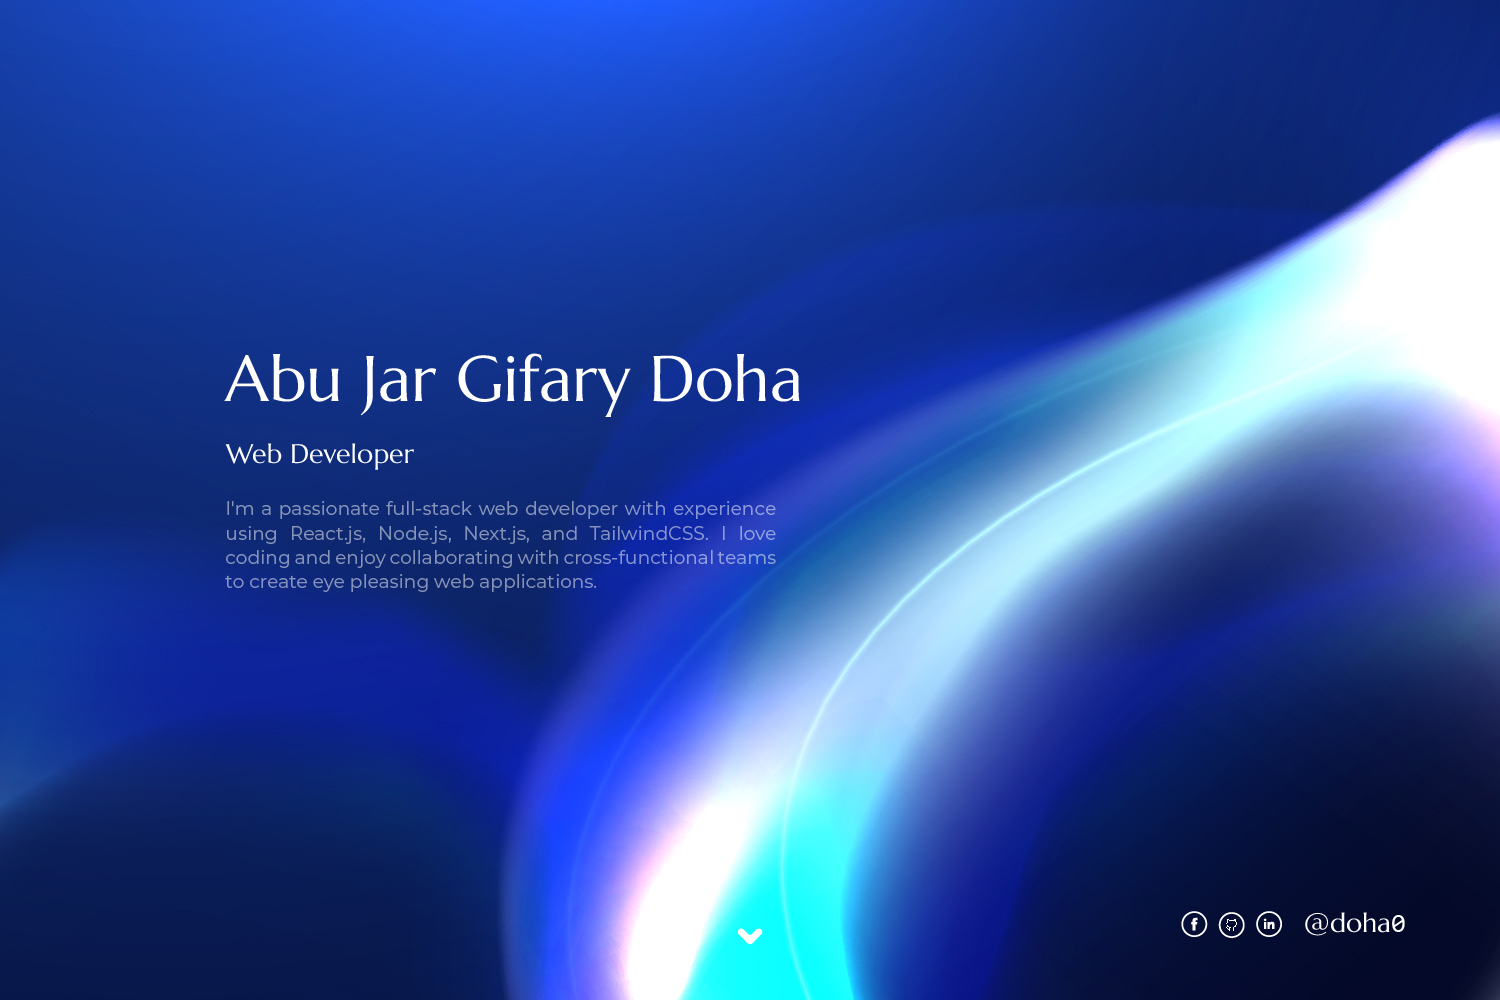 Abu Jar Gifary Doha
Web Developer
I'm a passionate full-stack web developer with experience
using React.js, Node.js, Next.js, and TailwindCSS. I love
coding and enjoy collaborating with cross-functional teams
to create eye pleasing web applications.
@doha0